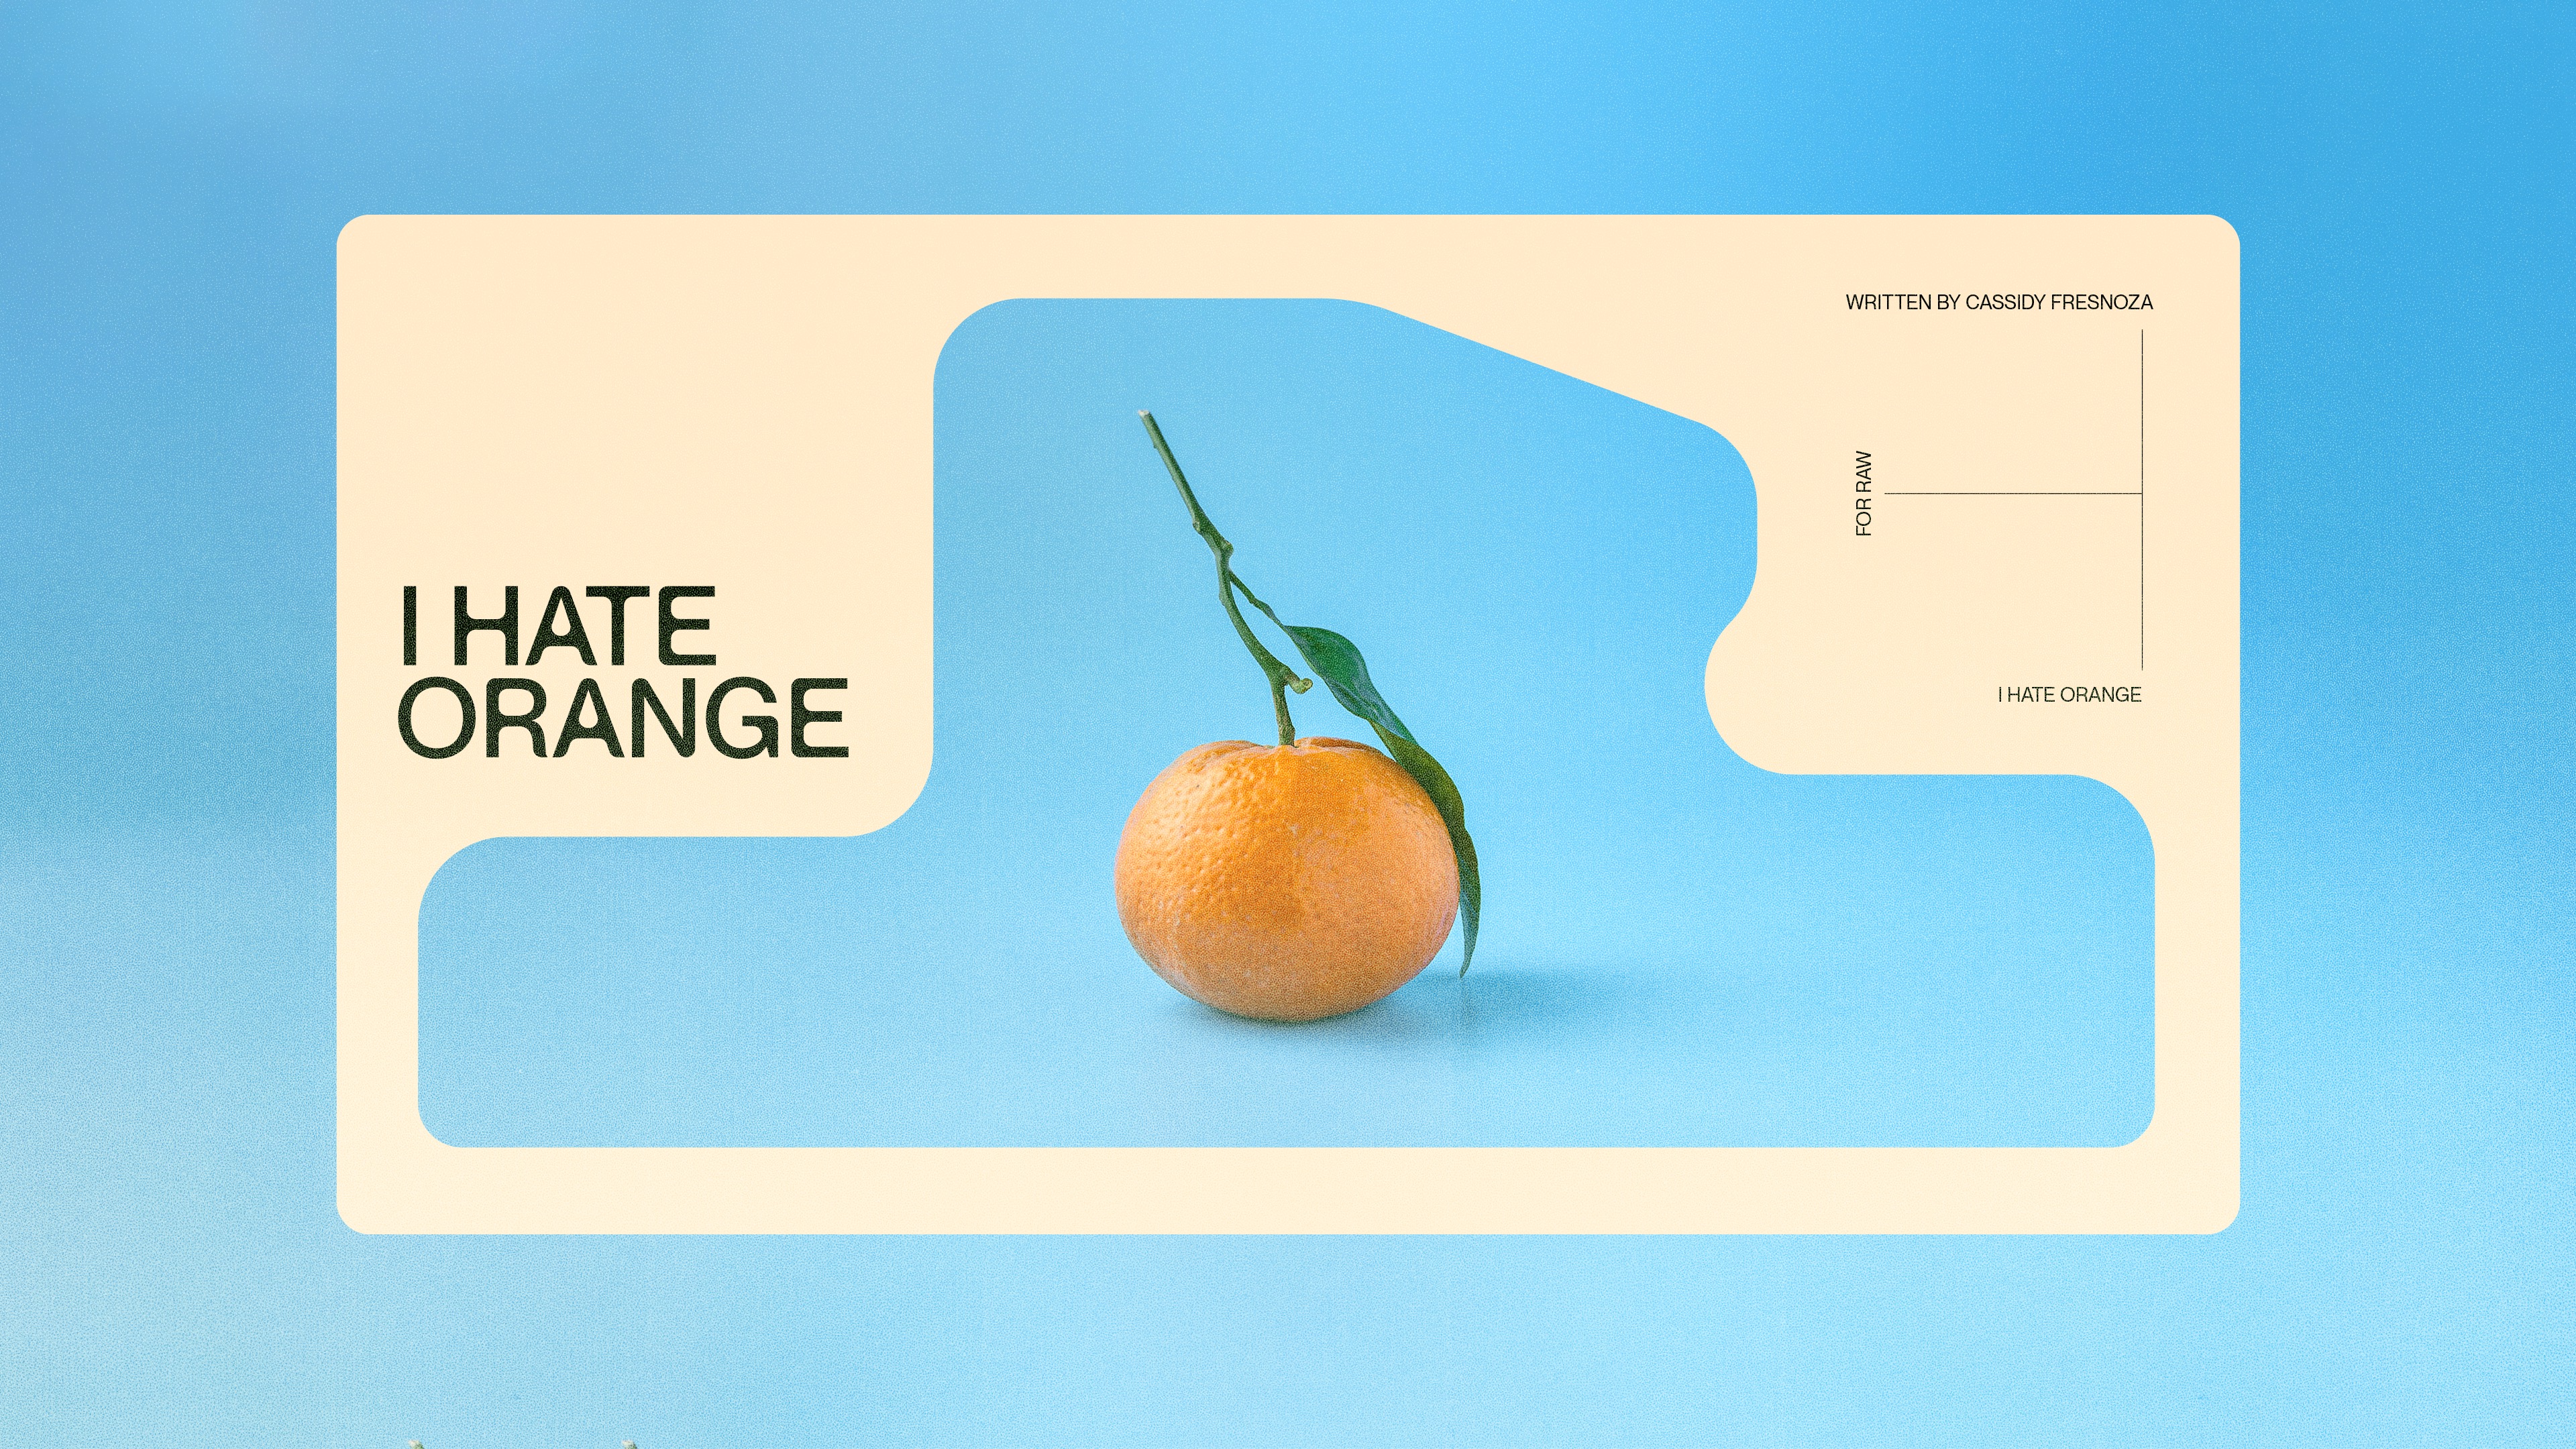 I HATE
ORANGE
WRITTEN BY CASSIDY FRESNOZA
FOR RAW
I HATE ORANGE